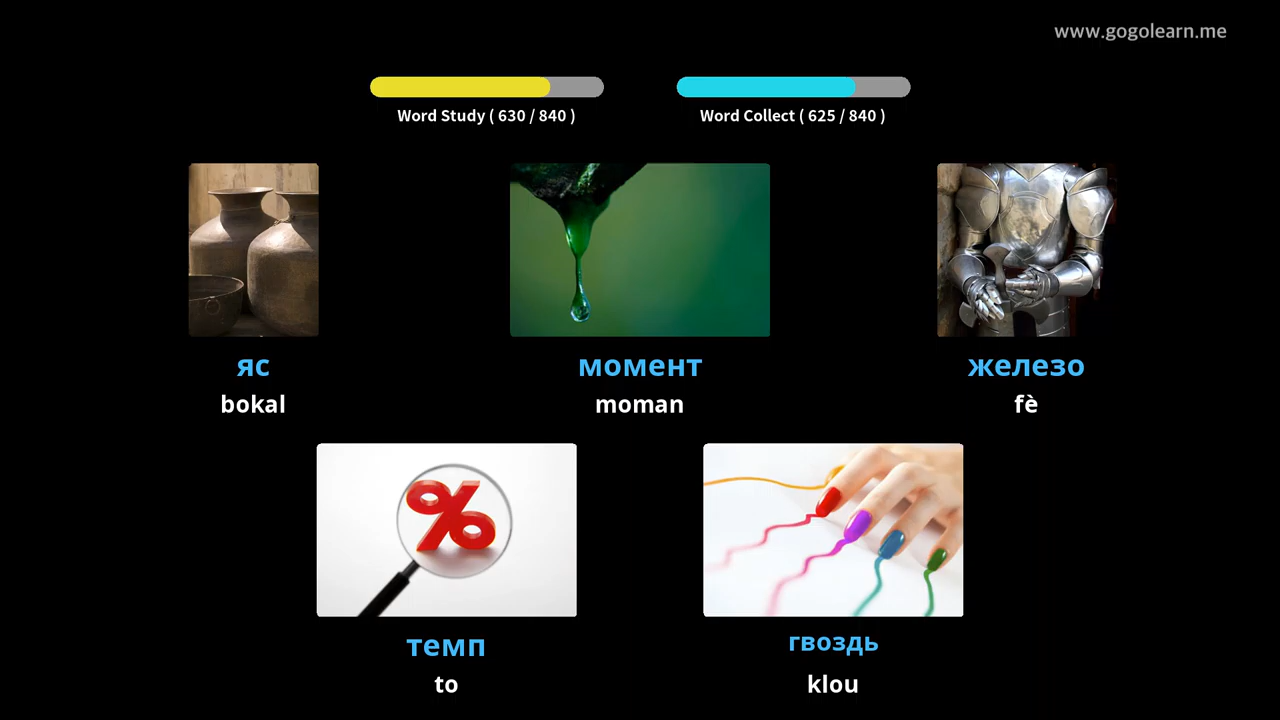 www.gogolearn.me
Word Study ( 630 / 840 )
Word Collect ( 625 / 840 )
яс
bokal
момент
moman
железо
fè
%
темп
to
гвоздь
klou